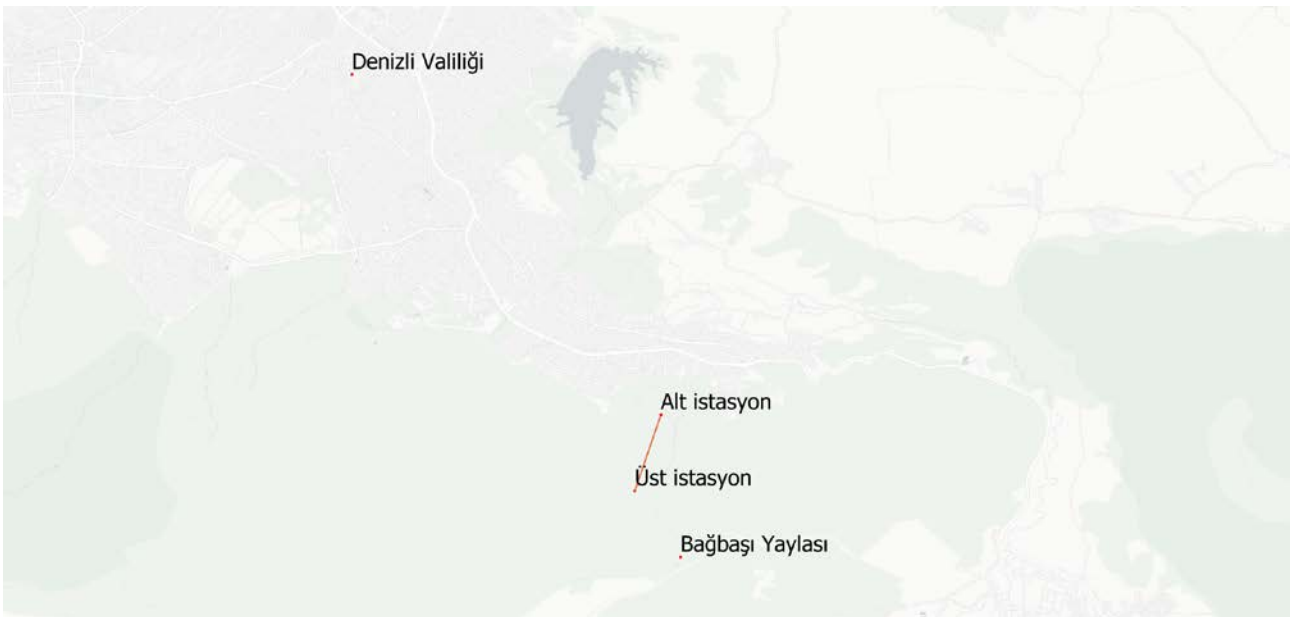 Denizli Valiliği
Alt istasyon
Üst istasyon
Bağbaşı Yaylası